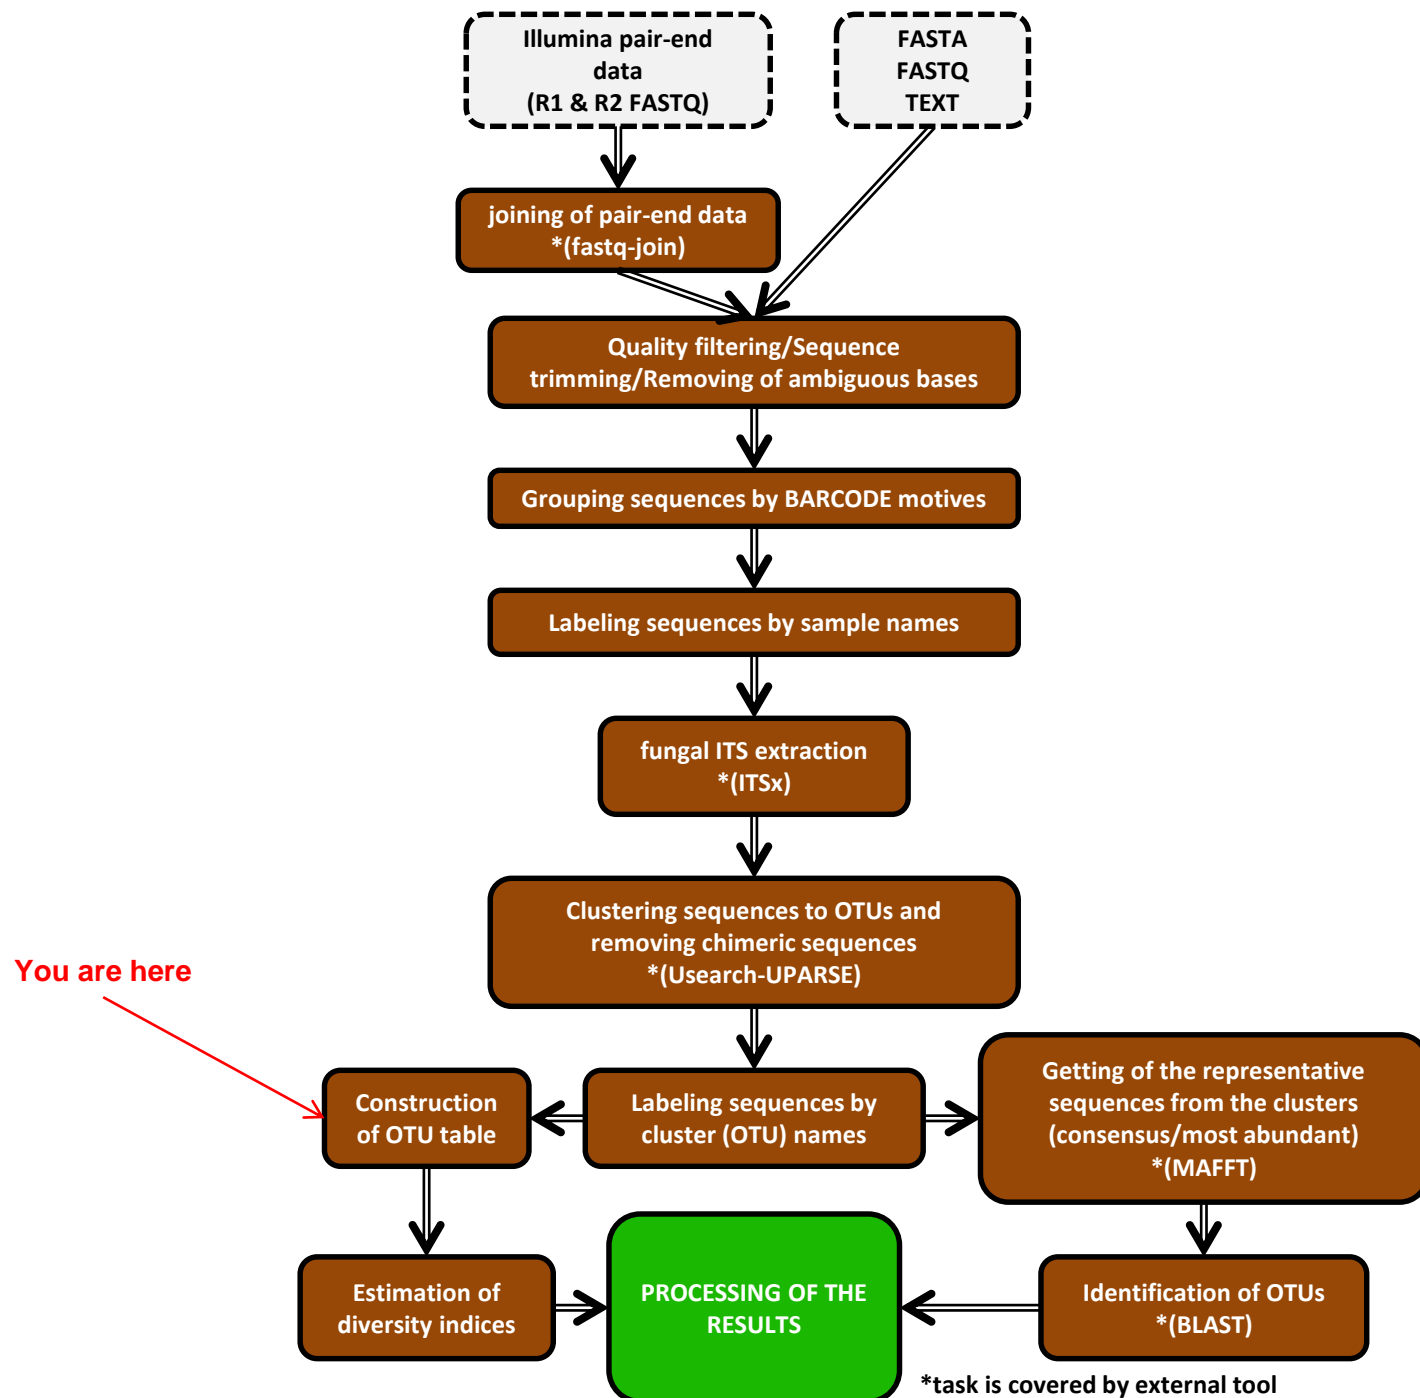 Illumina pair-end
data
(R1 & R2 FASTQ)
FASTA
FASTQ
TEXT
joining of pair-end data
*(fastq-join)
Quality filtering/Sequence
trimming/Removing of ambiguous bases
Grouping sequences by BARCODE motives
Labeling sequences by sample names
fungal ITS extraction
*(ITSx)
Clustering sequences to OTUs and
removing chimeric sequences
*(Usearch-UPARSE)
You are here
Construction
of OTU table
Labeling sequences by
cluster (OTU) names
Getting of the representative
sequences from the clusters
(consensus/most abundant)
*(MAFFT)
Estimation of
diversity indices
PROCESSING OF THE
RESULTS
Identification of OTUs
*(BLAST)
*task is covered by external tool